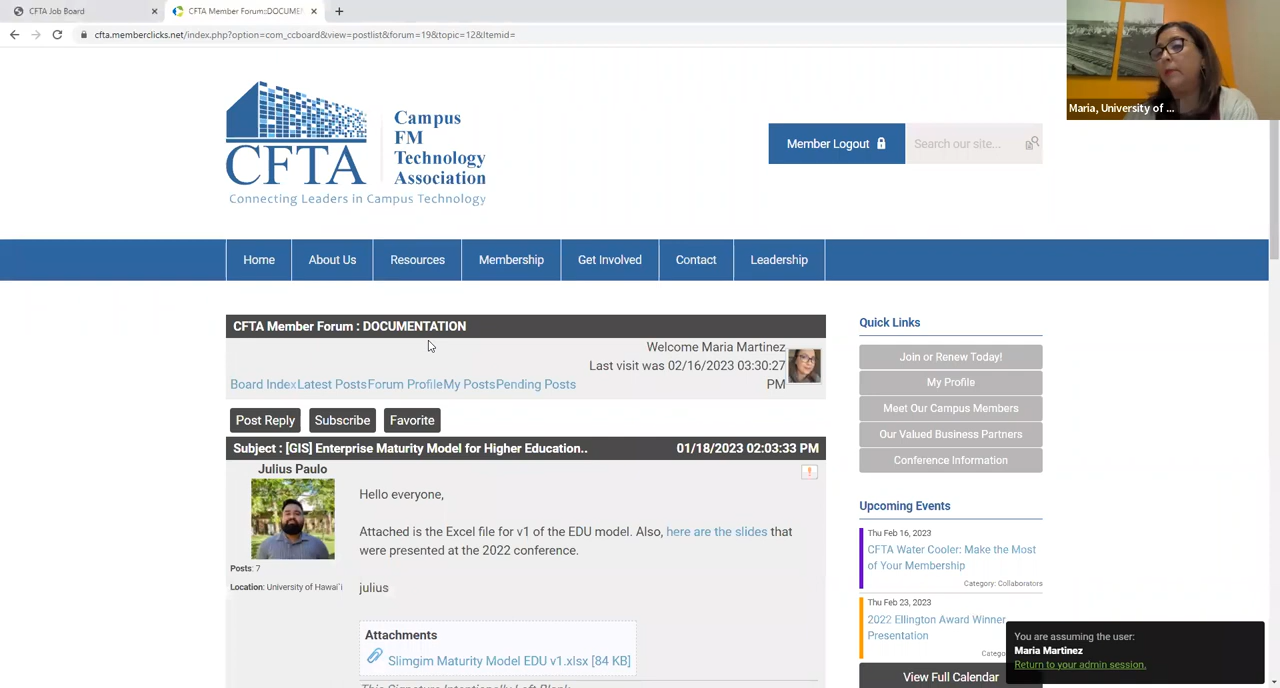 CFTA Job Board
CFTA Member Forum::DOCUME
cfta.memberclicks.net/index.php?option=com_ccboard&view=postlist&forum=19&topic=12&Itemid=
Maria, University of ...
CFTA
Campus
FM
Technology
Association
Connecting Leaders in Campus Technology
Member Logout
Search our site...
Home
About Us
Resources
Membership
Get Involved
Contact
Leadership
CFTA Member Forum : DOCUMENTATION
Welcome Maria Martinez
Last visit was 02/16/2023 03:30:27
PM
Board Index Latest Posts Forum Profile My Posts Pending Posts
Post Reply
Subscribe
Favorite
Subject : [GIS] Enterprise Maturity Model for Higher Education..
01/18/2023 02:03:33 PM
Julius Paulo
Posts: 7
Location: University of Hawai`i
Hello everyone,
Attached is the Excel file for v1 of the EDU model. Also, here are the slides that
were presented at the 2022 conference.
julius
Attachments
Slimgim Maturity Model EDU v1.xlsx [84 KB]
This Signature Intentionally Left Blank
Quick Links
Join or Renew Today!
My Profile
Meet Our Campus Members
Our Valued Business Partners
Conference Information
Upcoming Events
Thu Feb 16, 2023
CFTA Water Cooler: Make the Most
of Your Membership
Category: Collaborators
Thu Feb 23, 2023
2022 Ellington Award Winner
Presentation
Catego
View Full Calendar
You are assuming the user:
Maria Martinez
Return to your admin session.